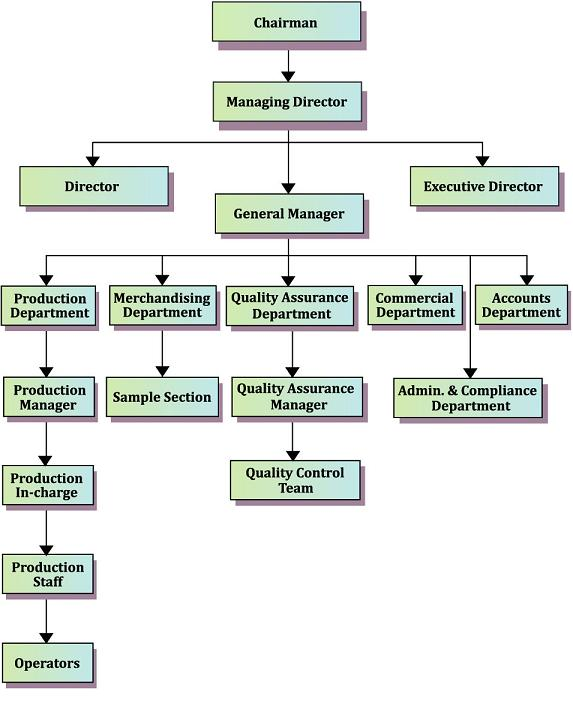 Chairman
Managing Director
Director
Executive Director
General Manager
Production
Department
Merchandising
Department
Quality Assurance
Department
Commercial
Department
Accounts
Department
Production
Manager
Sample Section
Quality Assurance
Manager
Admin. & Compliance
Department
Production
In-charge
Quality Control
Team
Production
Staff
Operators